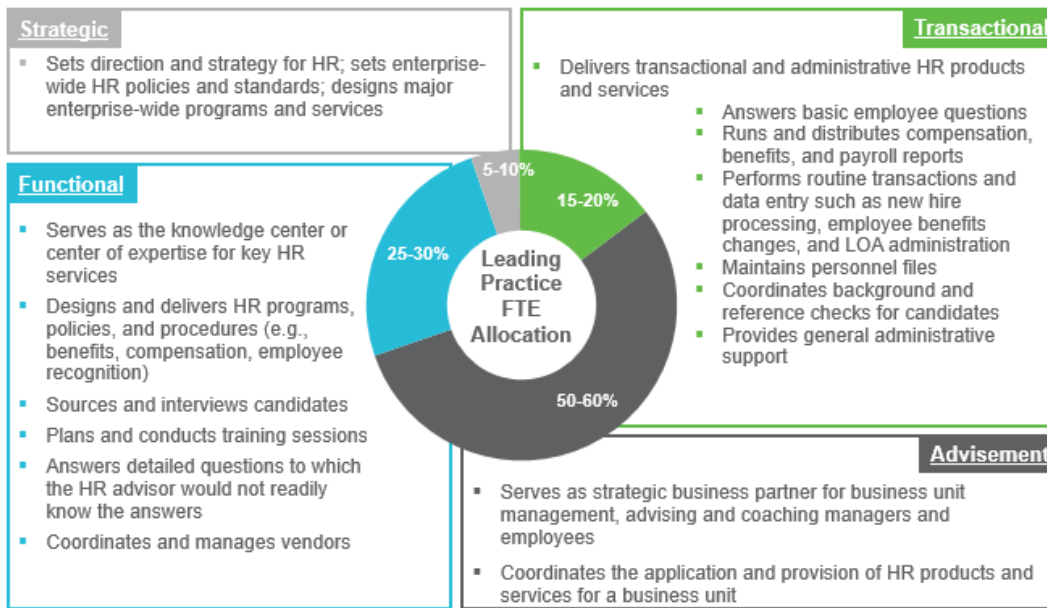 Strategic
▪ Sets direction and strategy for HR; sets enterprise-
wide HR policies and standards; designs major
enterprise-wide programs and services
Transactional
▪ Delivers transactional and administrative HR products
and services
▪ Answers basic employee questions
▪ Runs and distributes compensation,
benefits, and payroll reports
▪ Performs routine transactions and
data entry such as new hire
processing, employee benefits
changes, and LOA administration
▪ Maintains personnel files
▪ Coordinates background and
reference checks for candidates
▪ Provides general administrative
support
Functional
▪ Serves as the knowledge center or
center of expertise for key HR
services
▪ Designs and delivers HR programs,
policies, and procedures (e.g.,
benefits, compensation, employee
recognition)
▪ Sources and interviews candidates
▪ Plans and conducts training sessions
▪ Answers detailed questions to which
the HR advisor would not readily
know the answers
▪ Coordinates and manages vendors
5-10%
15-20%
25-30%
50-60%
Leading
Practice
FTE
Allocation
Advisement
▪ Serves as strategic business partner for business unit
management, advising and coaching managers and
employees
▪ Coordinates the application and provision of HR products and
services for a business unit